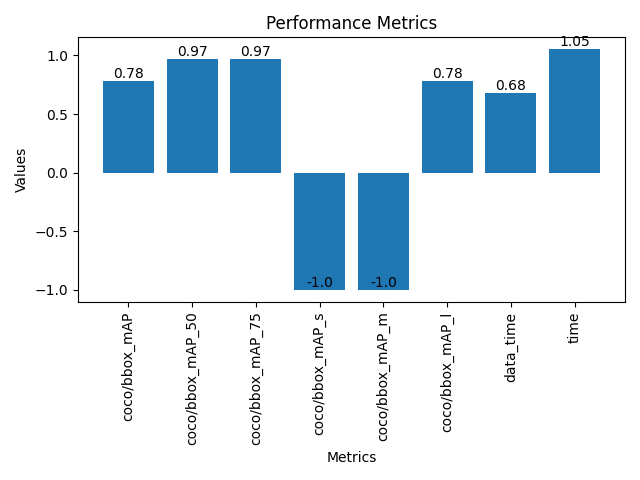 Performance Metrics
Values
1.0
0.5
0.0
−0.5
−1.0
0.78
0.97
0.97
-1.0
-1.0
0.78
0.68
1.05
coco/bbox_mAP
coco/bbox_mAP_50
coco/bbox_mAP_75
coco/bbox_mAP_s
coco/bbox_mAP_m
coco/bbox_mAP_l
data_time
time
Metrics